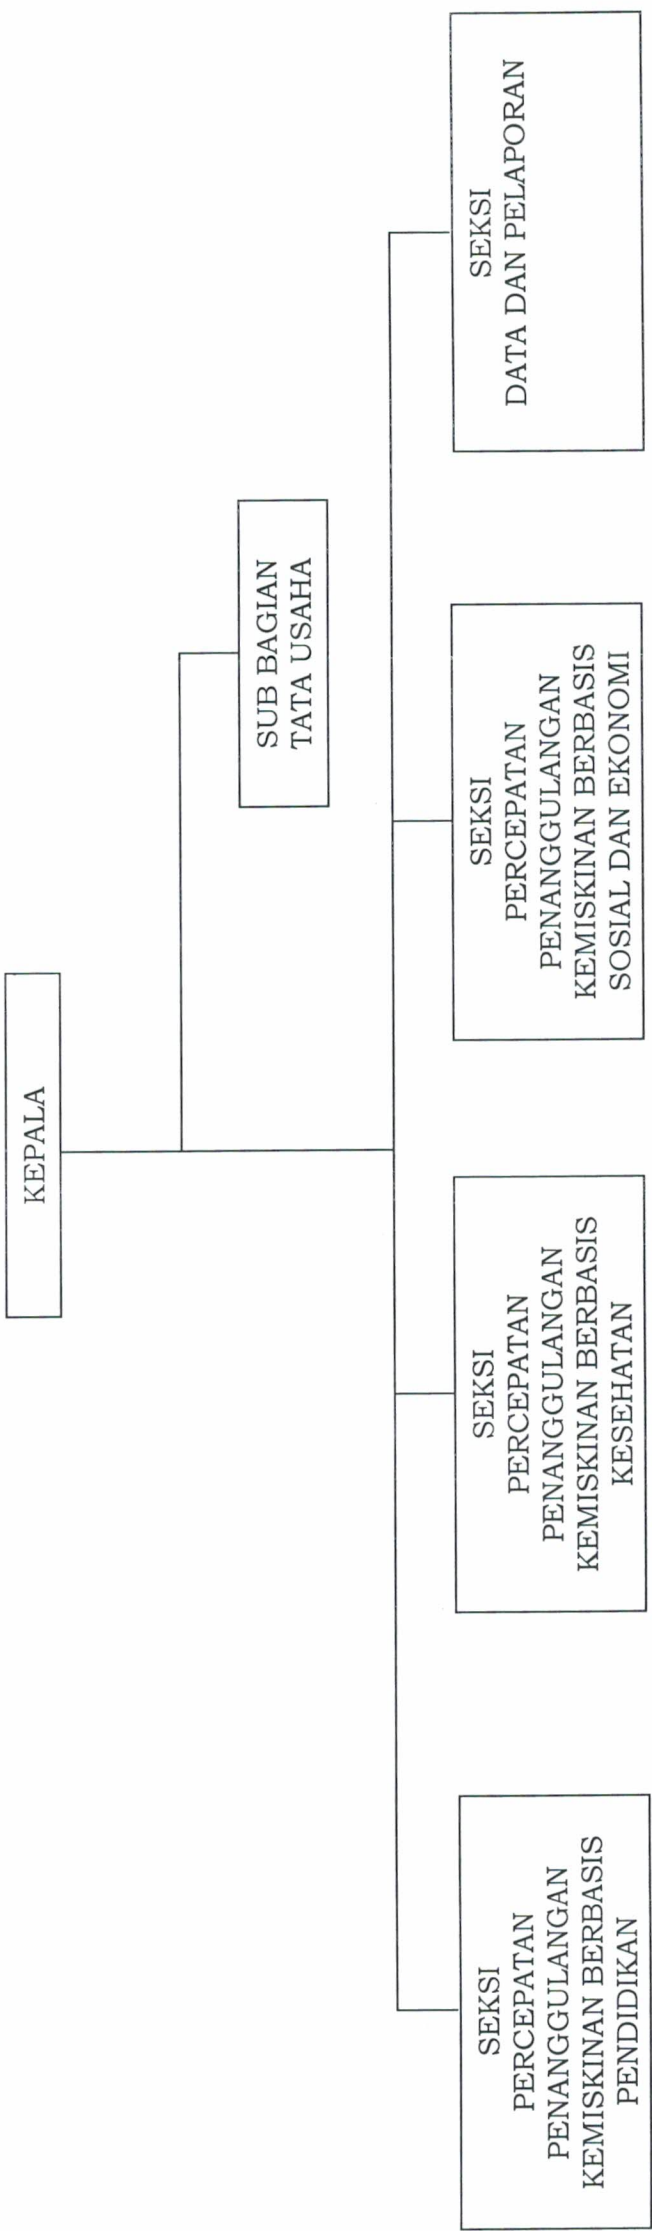 KEPALA
SUB BAGIAN
TATA USAHA
SEKSI
PERCEPATAN
PENANGGULANGAN
KEMISKINAN BERBASIS
PENDIDIKAN
SEKSI
PERCEPATAN
PENANGGULANGAN
KEMISKINAN BERBASIS
KESEHATAN
SEKSI
PERCEPATAN
PENANGGULANGAN
KEMISKINAN BERBASIS
SOSIAL DAN EKONOMI
SEKSI
DATA DAN PELAPORAN